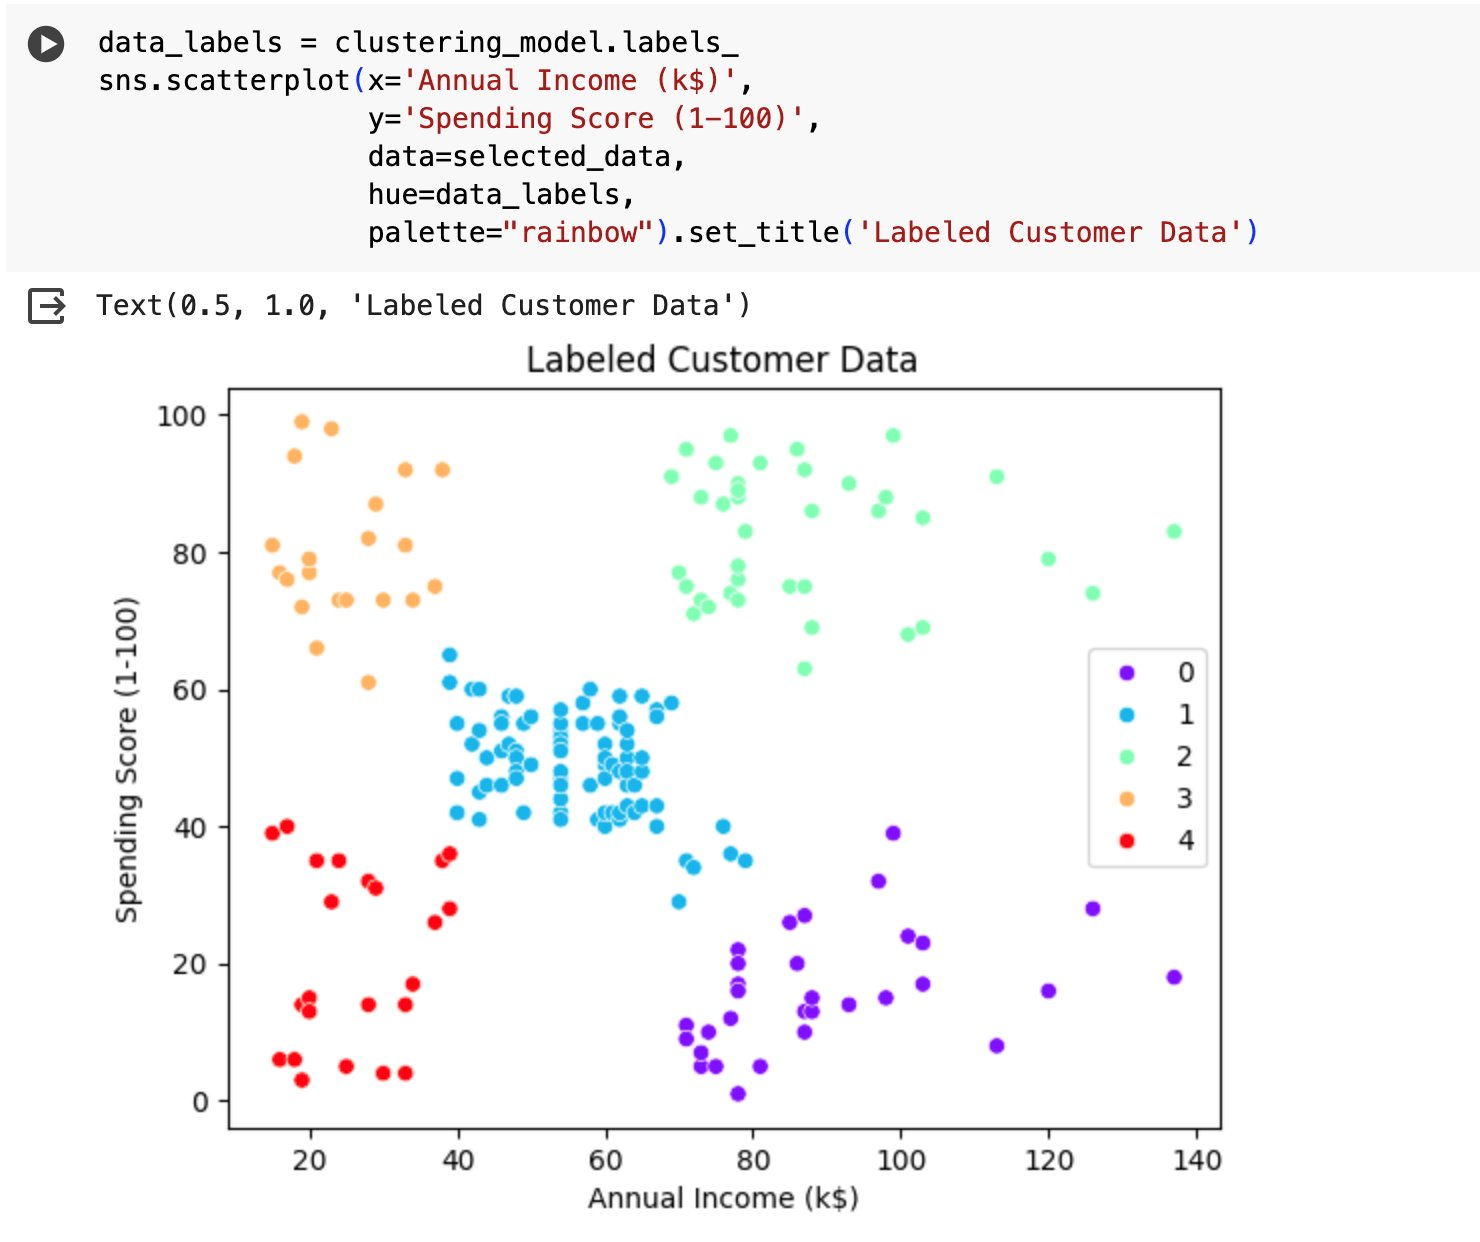 data_labels = clustering_model.labels_
sns.scatterplot(x='Annual Income (k$)',
y='Spending Score (1-100)',
data=selected_data,
hue=data_labels,
palette="rainbow").set_title('Labeled Customer Data')
Text(0.5, 1.0, 'Labeled Customer Data')
Labeled Customer Data
100
80
60
40
20
0
Spending Score (1-100)
0
1
2
3
4
20 40 60 80 100 120 140
Annual Income (k$)